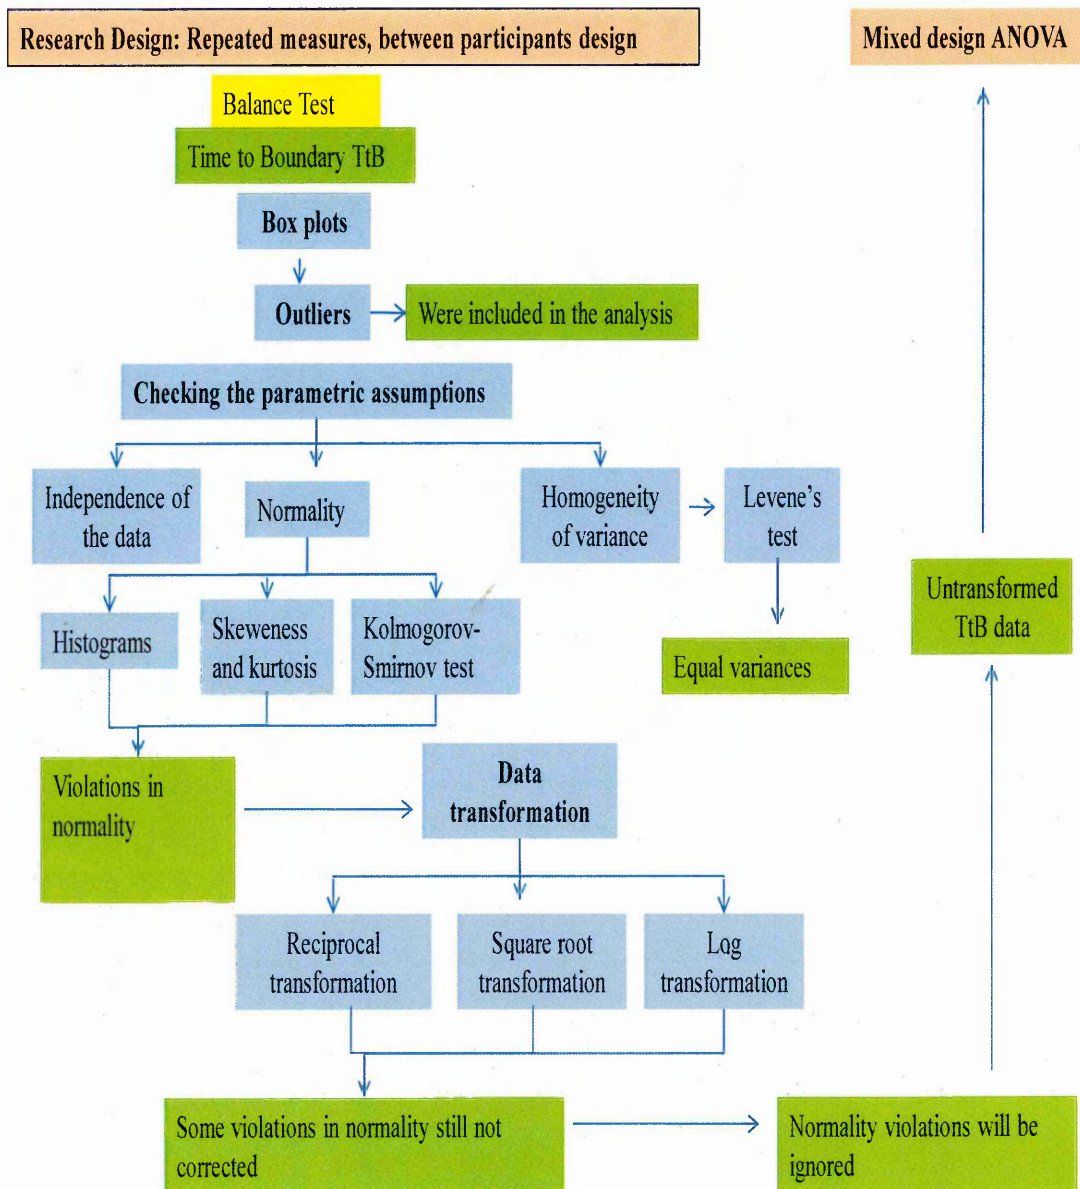 Research Design: Repeated measures, between participants design
Mixed design ANOVA
Balance Test
Time to Boundary TtB
Box plots
Outliers
Were included in the analysis
Checking the parametric assumptions
Independence of
the data
Normality
Homogeneity
of variance
Levene's
test
Histograms
Skeweness
and kurtosis
Kolmogorov-
Smirnov test
Equal variances
Untransformed
TtB data
Violations in
normality
Data
transformation
Reciprocal
transformation
Square root
transformation
Log
transformation
Some violations in normality still not
corrected
Normality violations will be
ignored